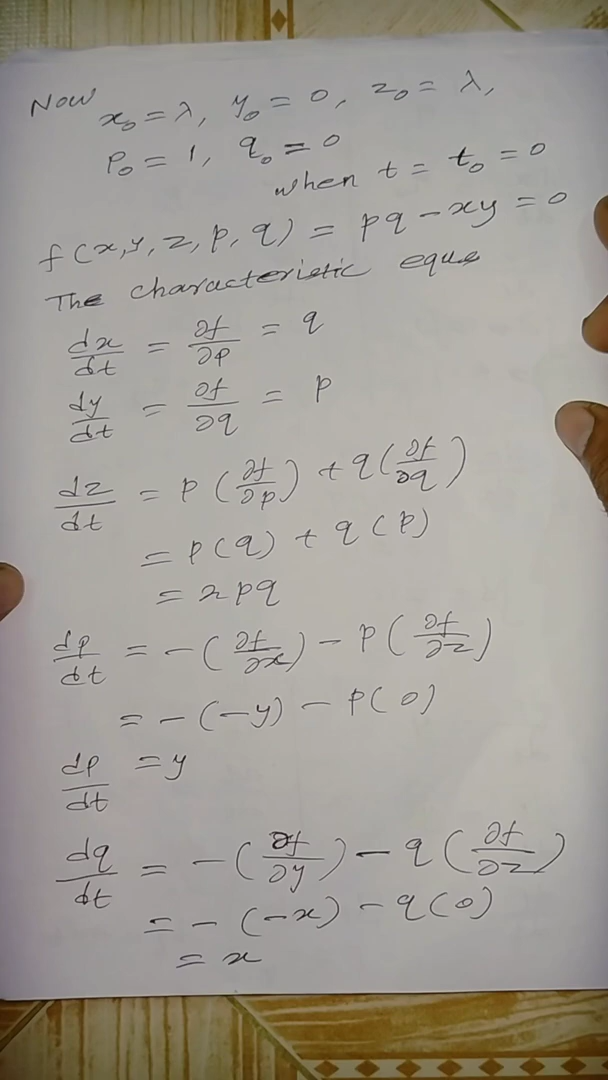 Now
x₀ = λ, y₀ = 0, z₀ = λ,
p₀ = 1, q₀ = 0
when t = t₀ = 0
f(x, y, z, p, q) = pq - xy = 0
The characteristic eque
dx/dt = ∂f/∂p = q
dy/dt = ∂f/∂q = p
dz/dt = p(∂f/∂p) + q(∂f/∂q)
= p(q) + q(p)
= 2pq
dp/dt = -(∂f/∂x) - p(∂f/∂z)
= -(-y) - p(0)
dp/dt = y
dq/dt = -(∂f/∂y) - q(∂f/∂z)
= -(-x) - q(0)
= x